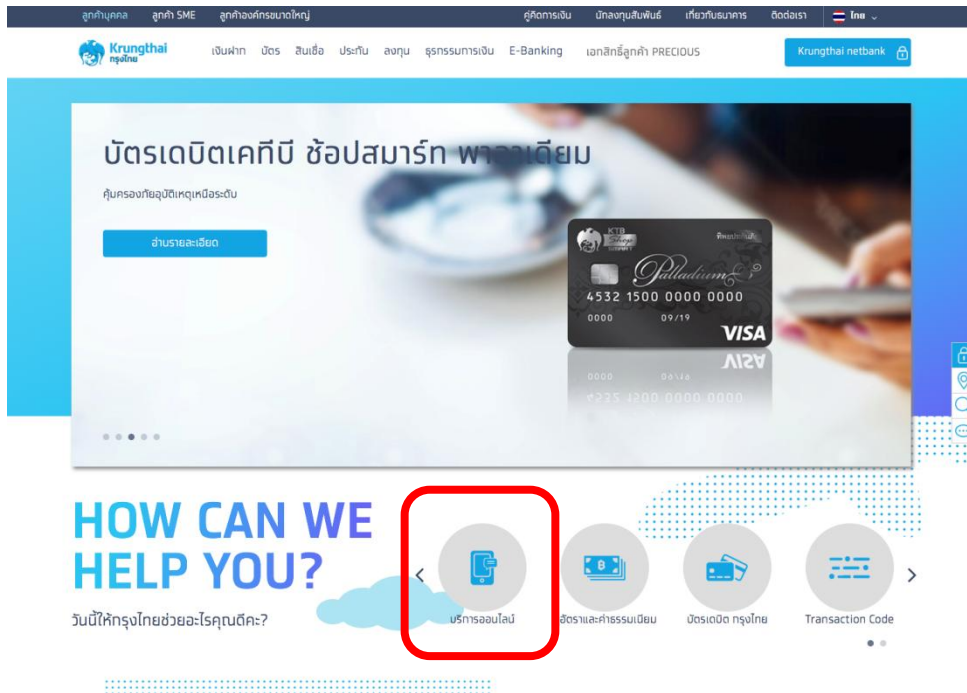 ลูกค้าบุคคล ลูกค้า SME ลูกค้าองค์กรขนาดใหญ่ คู่คิดการเงิน นักลงทุนสัมพันธ์ เกี่ยวกับธนาคาร ติดต่อเรา ไทย
Krungthai
กรุงไทย
เงินฝาก บัตร สินเชื่อ ประกัน ลงทุน ธุรกรรมการเงิน E-Banking เอกสิทธิ์ลูกค้า PRECIOUS Krungthai netbank
บัตรเดบิตเคทีบี ช้อปสมาร์ท พาลาเดียม
คุ้มครองภัยอุบัติเหตุเหนือระดับ
อ่านรายละเอียด
KTB
Shop
SMART
ทิพยประกันภัย
Palladium
4532 1500 0000 0000
0000 09/19
VISA
HOW CAN WE
HELP YOU?
วันนี้ให้กรุงไทยช่วยอะไรคุณดีคะ?
บริการออนไลน์ อัตราและค่าธรรมเนียม บัตรเดบิต กรุงไทย Transaction Code